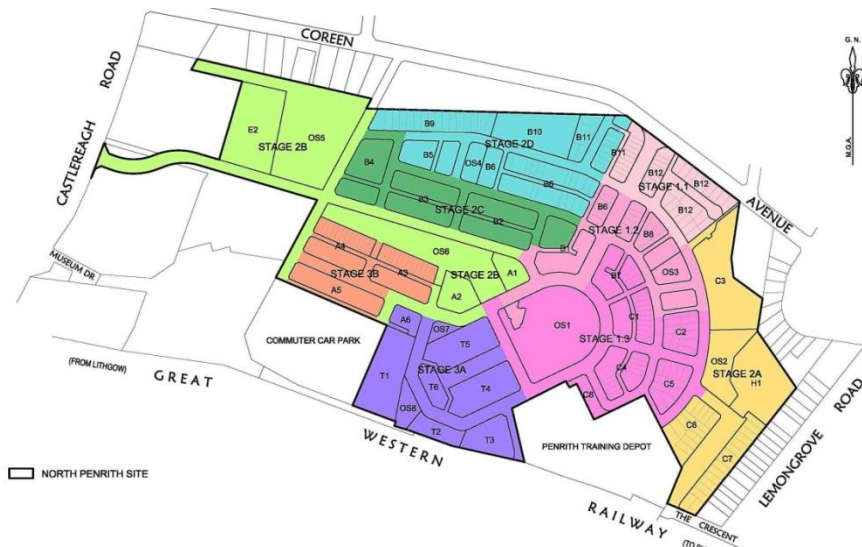 COREEN
AVENUE
G. N.
M.G.A.
CASTLEREAGH
ROAD
E2
OS5
STAGE 2B
B9
B10
B11
STAGE 2D
B4
B5
OS4
B6
B6
B11
B12
B12
STAGE 1.1
B12
B3
STAGE 2C
B2
B6
STAGE 1.2
B8
B1
OS6
A4
A3
STAGE 3B
STAGE 2B
A1
A2
A5
OS3
B7
C3
MUSEUM DR
A6
OS7
OS1
C1
C2
STAGE 1.3
COMMUTER CAR PARK
T5
STAGE 3A
T1
T6
T4
C4
C5
C8
OS2
STAGE 2A
H1
(FROM LITHGOW)
GREAT
WESTERN
RAILWAY
OS8
T2
T3
PENRITH TRAINING DEPOT
C6
C7
LEMONGROVE
ROAD
NORTH PENRITH SITE
THE CRESCENT